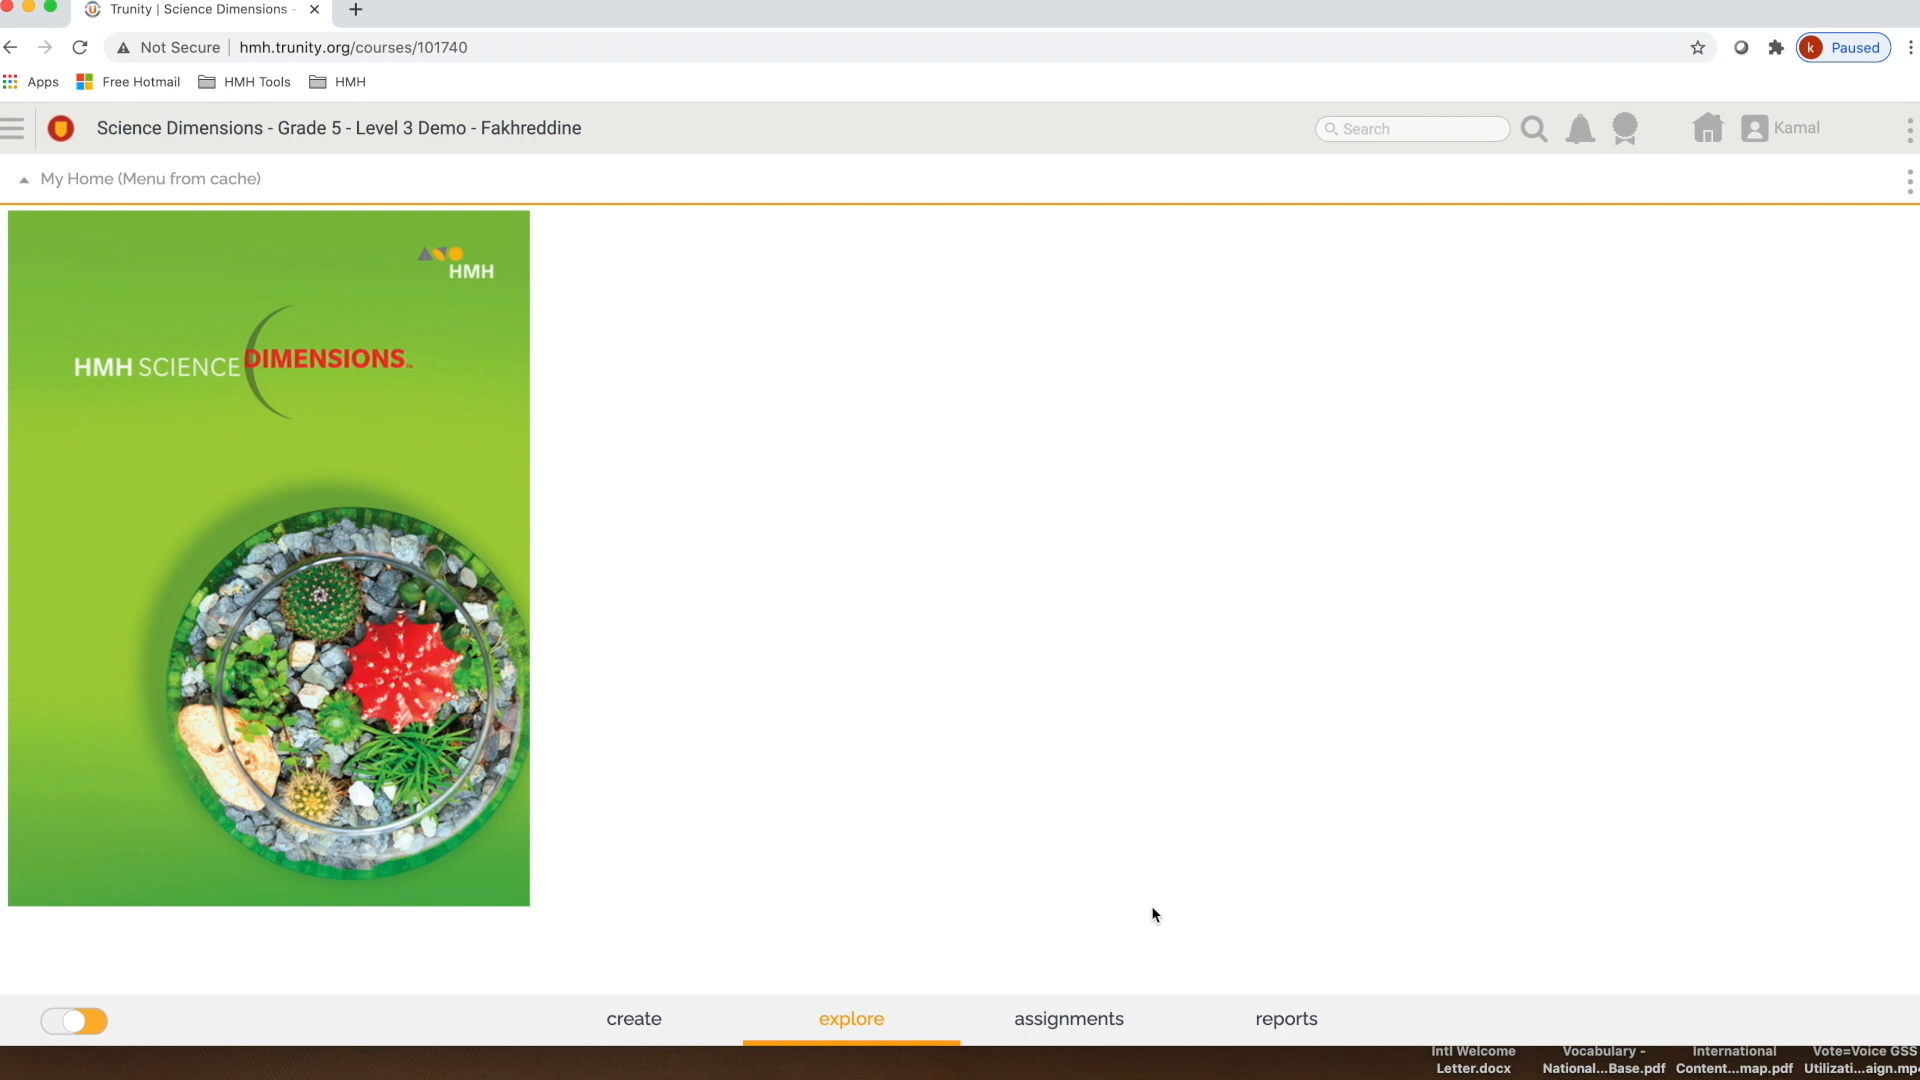 Trunity | Science Dimensions -
Not Secure | hmh.trunity.org/courses/101740
k Paused
Apps Free Hotmail HMH Tools HMH
Science Dimensions - Grade 5 - Level 3 Demo - Fakhreddine
Search
Kamal
My Home (Menu from cache)
HMH
HMH SCIENCE DIMENSIONS™
create explore assignments reports
Intl Welcome
Letter.docx
Vocabulary -
National...Base.pdf
International
Content...map.pdf
Vote=Voice GSS
Utilizati...aign.mp